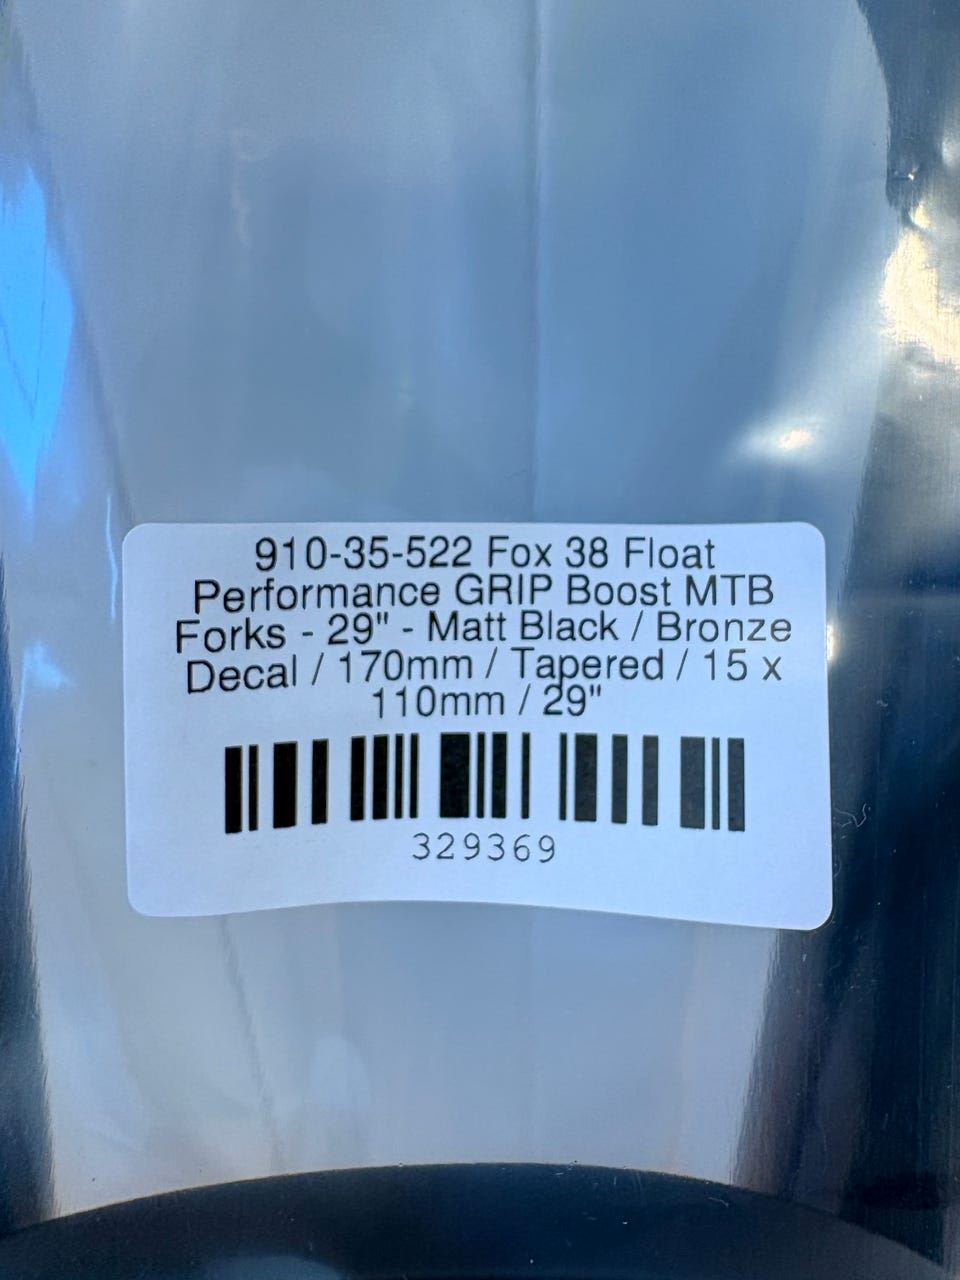 910-35-522 Fox 38 Float
Performance GRIP Boost MTB
Forks - 29" - Matt Black / Bronze
Decal / 170mm / Tapered / 15 x
110mm / 29"
329369